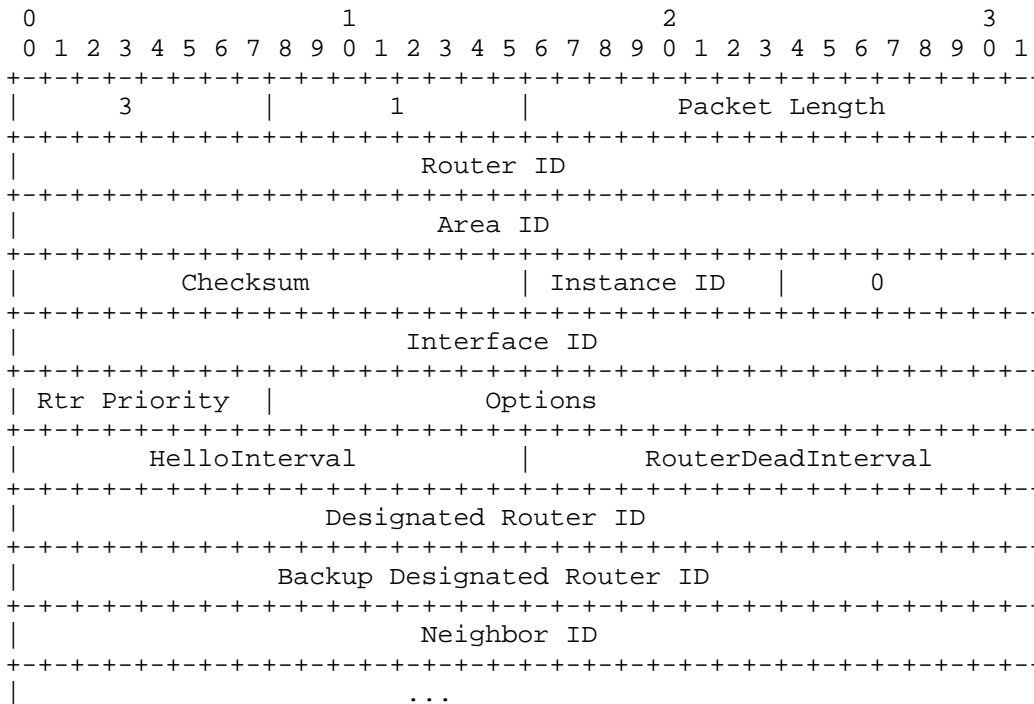 0                   1                   2                   3
0 1 2 3 4 5 6 7 8 9 0 1 2 3 4 5 6 7 8 9 0 1 2 3 4 5 6 7 8 9 0 1
+-+-+-+-+-+-+-+-+-+-+-+-+-+-+-+-+-+-+-+-+-+-+-+-+-+-+-+-+-+-+-+-
|      3        |       1       |         Packet Length
+-+-+-+-+-+-+-+-+-+-+-+-+-+-+-+-+-+-+-+-+-+-+-+-+-+-+-+-+-+-+-+-
|                         Router ID
+-+-+-+-+-+-+-+-+-+-+-+-+-+-+-+-+-+-+-+-+-+-+-+-+-+-+-+-+-+-+-+-
|                          Area ID
+-+-+-+-+-+-+-+-+-+-+-+-+-+-+-+-+-+-+-+-+-+-+-+-+-+-+-+-+-+-+-+-
|          Checksum             | Instance ID   |     0
+-+-+-+-+-+-+-+-+-+-+-+-+-+-+-+-+-+-+-+-+-+-+-+-+-+-+-+-+-+-+-+-
|                        Interface ID
+-+-+-+-+-+-+-+-+-+-+-+-+-+-+-+-+-+-+-+-+-+-+-+-+-+-+-+-+-+-+-+-
| Rtr Priority  |             Options
+-+-+-+-+-+-+-+-+-+-+-+-+-+-+-+-+-+-+-+-+-+-+-+-+-+-+-+-+-+-+-+-
|        HelloInterval          |       RouterDeadInterval
+-+-+-+-+-+-+-+-+-+-+-+-+-+-+-+-+-+-+-+-+-+-+-+-+-+-+-+-+-+-+-+-
|                   Designated Router ID
+-+-+-+-+-+-+-+-+-+-+-+-+-+-+-+-+-+-+-+-+-+-+-+-+-+-+-+-+-+-+-+-
|                Backup Designated Router ID
+-+-+-+-+-+-+-+-+-+-+-+-+-+-+-+-+-+-+-+-+-+-+-+-+-+-+-+-+-+-+-+-
|                         Neighbor ID
+-+-+-+-+-+-+-+-+-+-+-+-+-+-+-+-+-+-+-+-+-+-+-+-+-+-+-+-+-+-+-+-
|                        ...